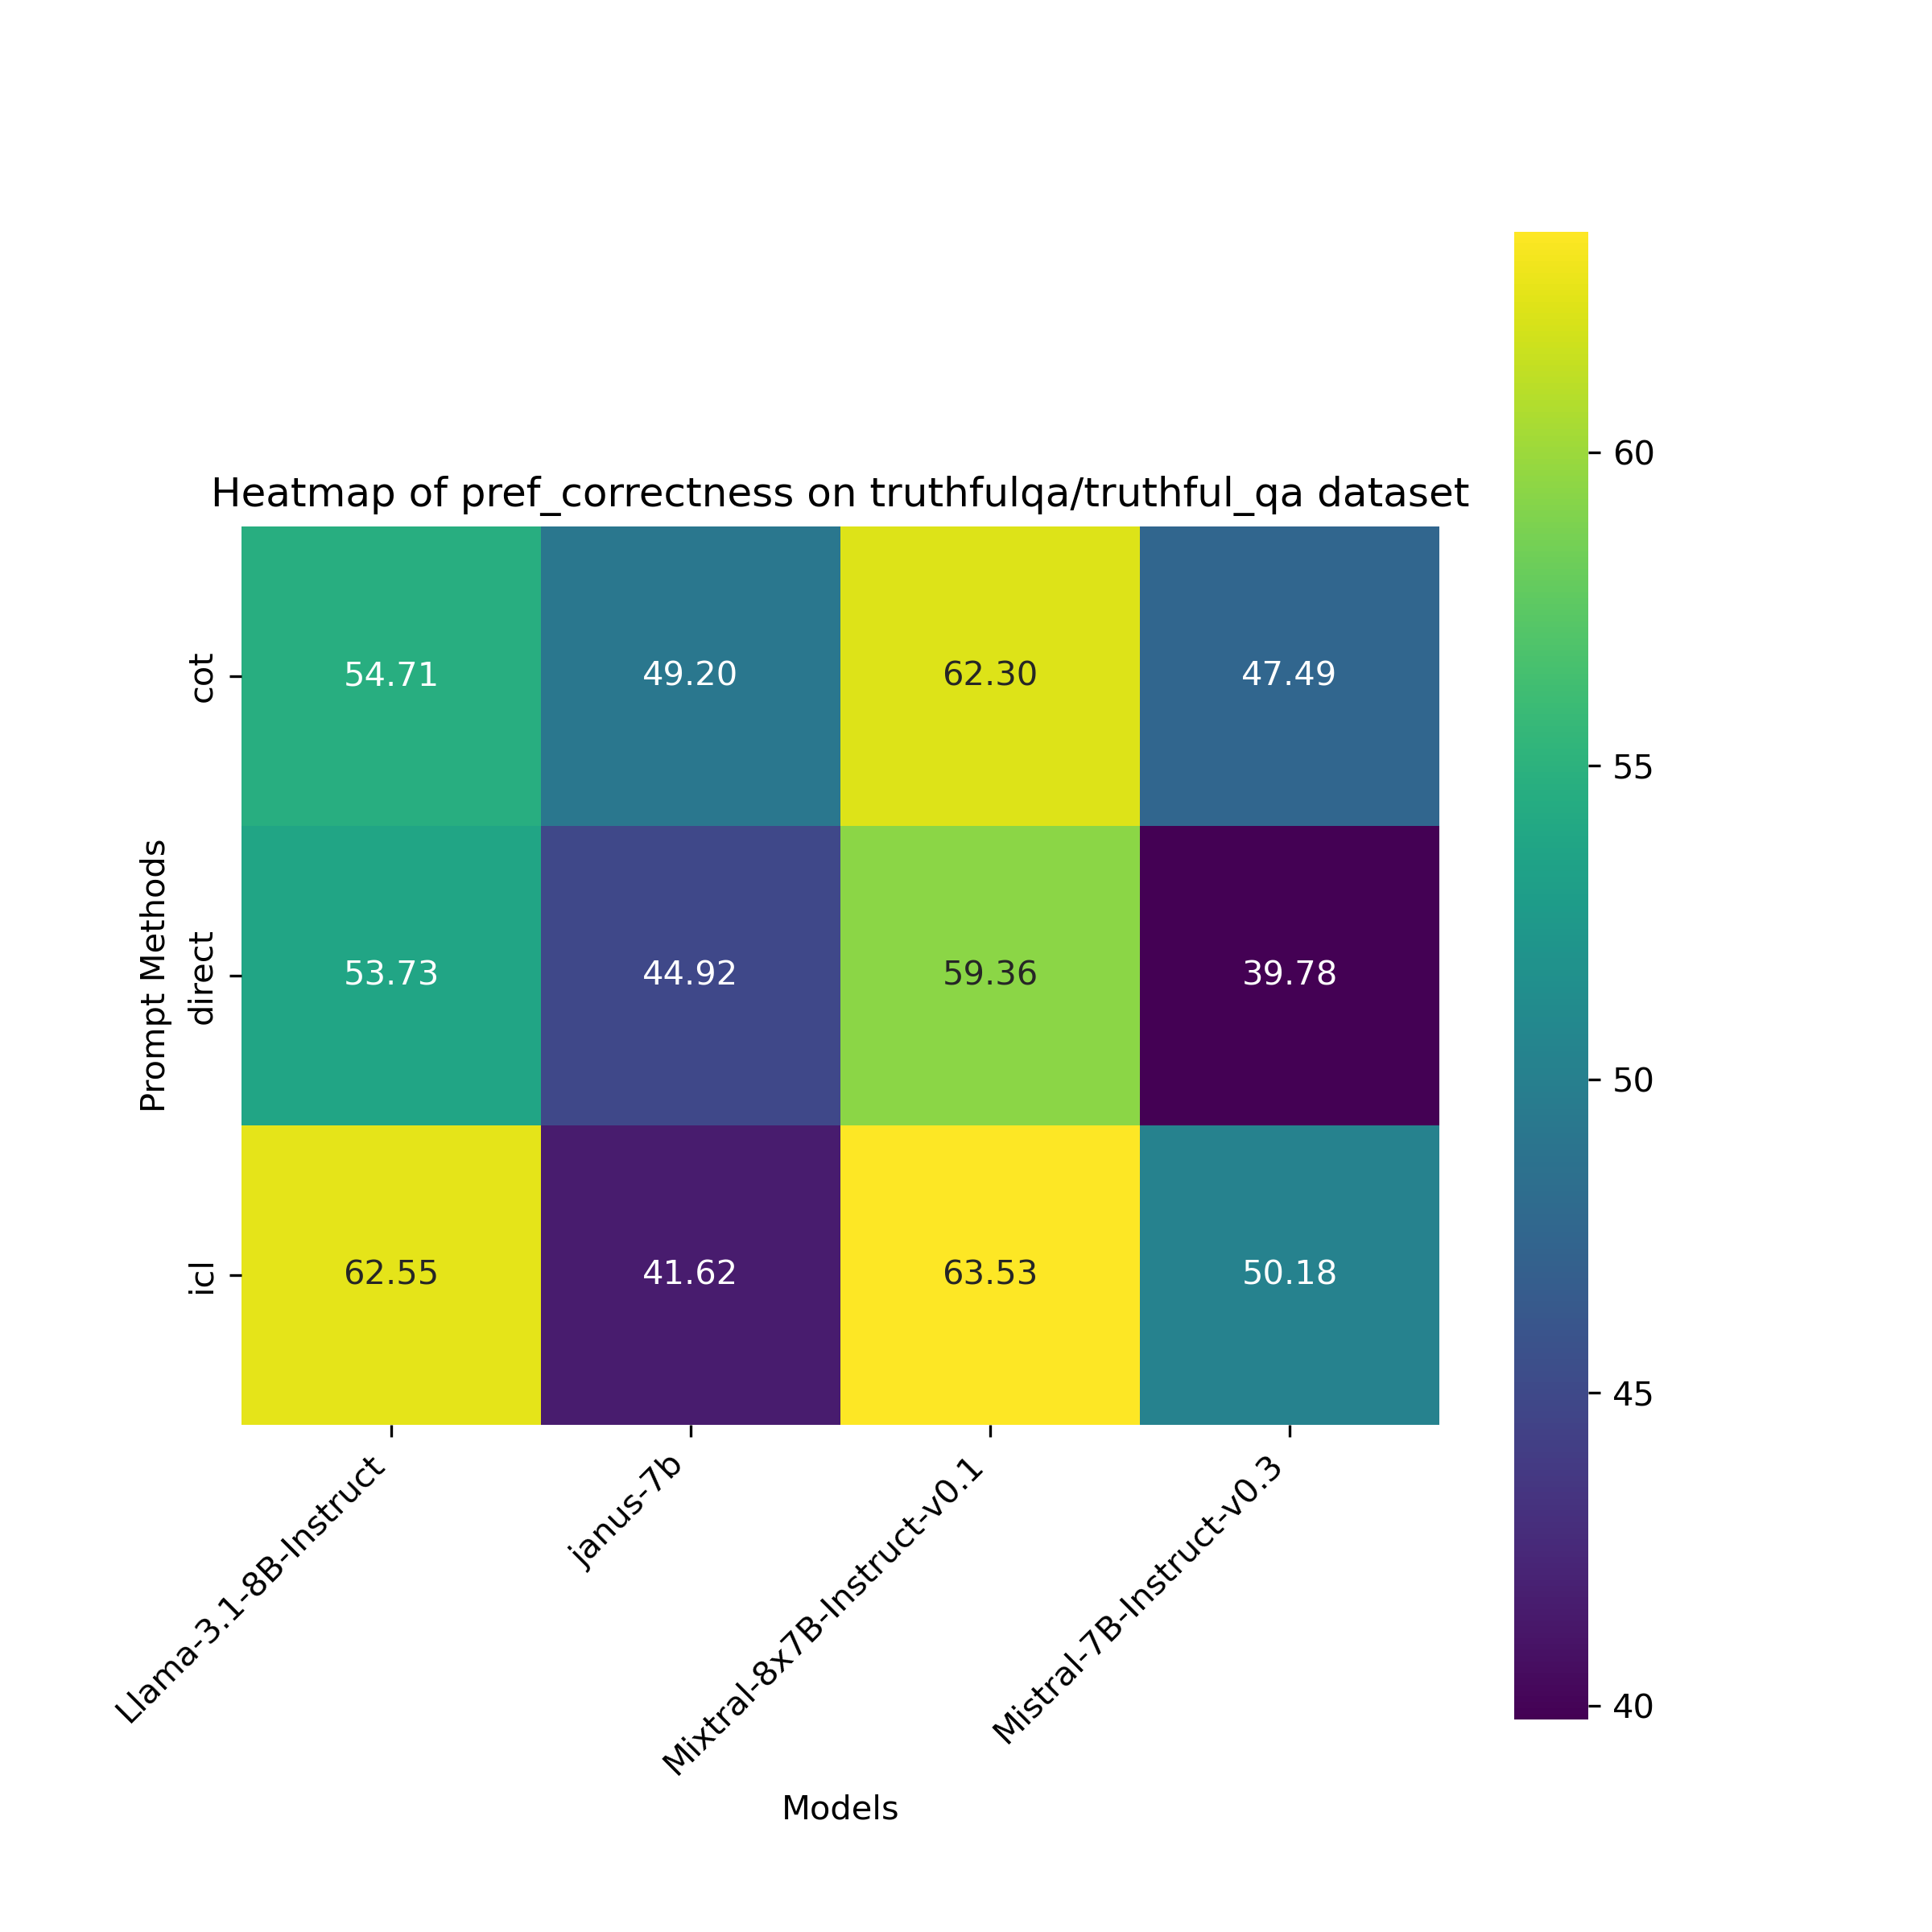 Heatmap of pref_correctness on truthfulqa/truthful_qa dataset
Prompt Methods
cot
54.71 49.20 62.30 47.49
direct
53.73 44.92 59.36 39.78
icl
62.55 41.62 63.53 50.18
Llama-3.1-8B-Instruct
janus-7b
Mixtral-8x7B-Instruct-v0.1
Mistral-7B-Instruct-v0.3
Models
60
55
50
45
40